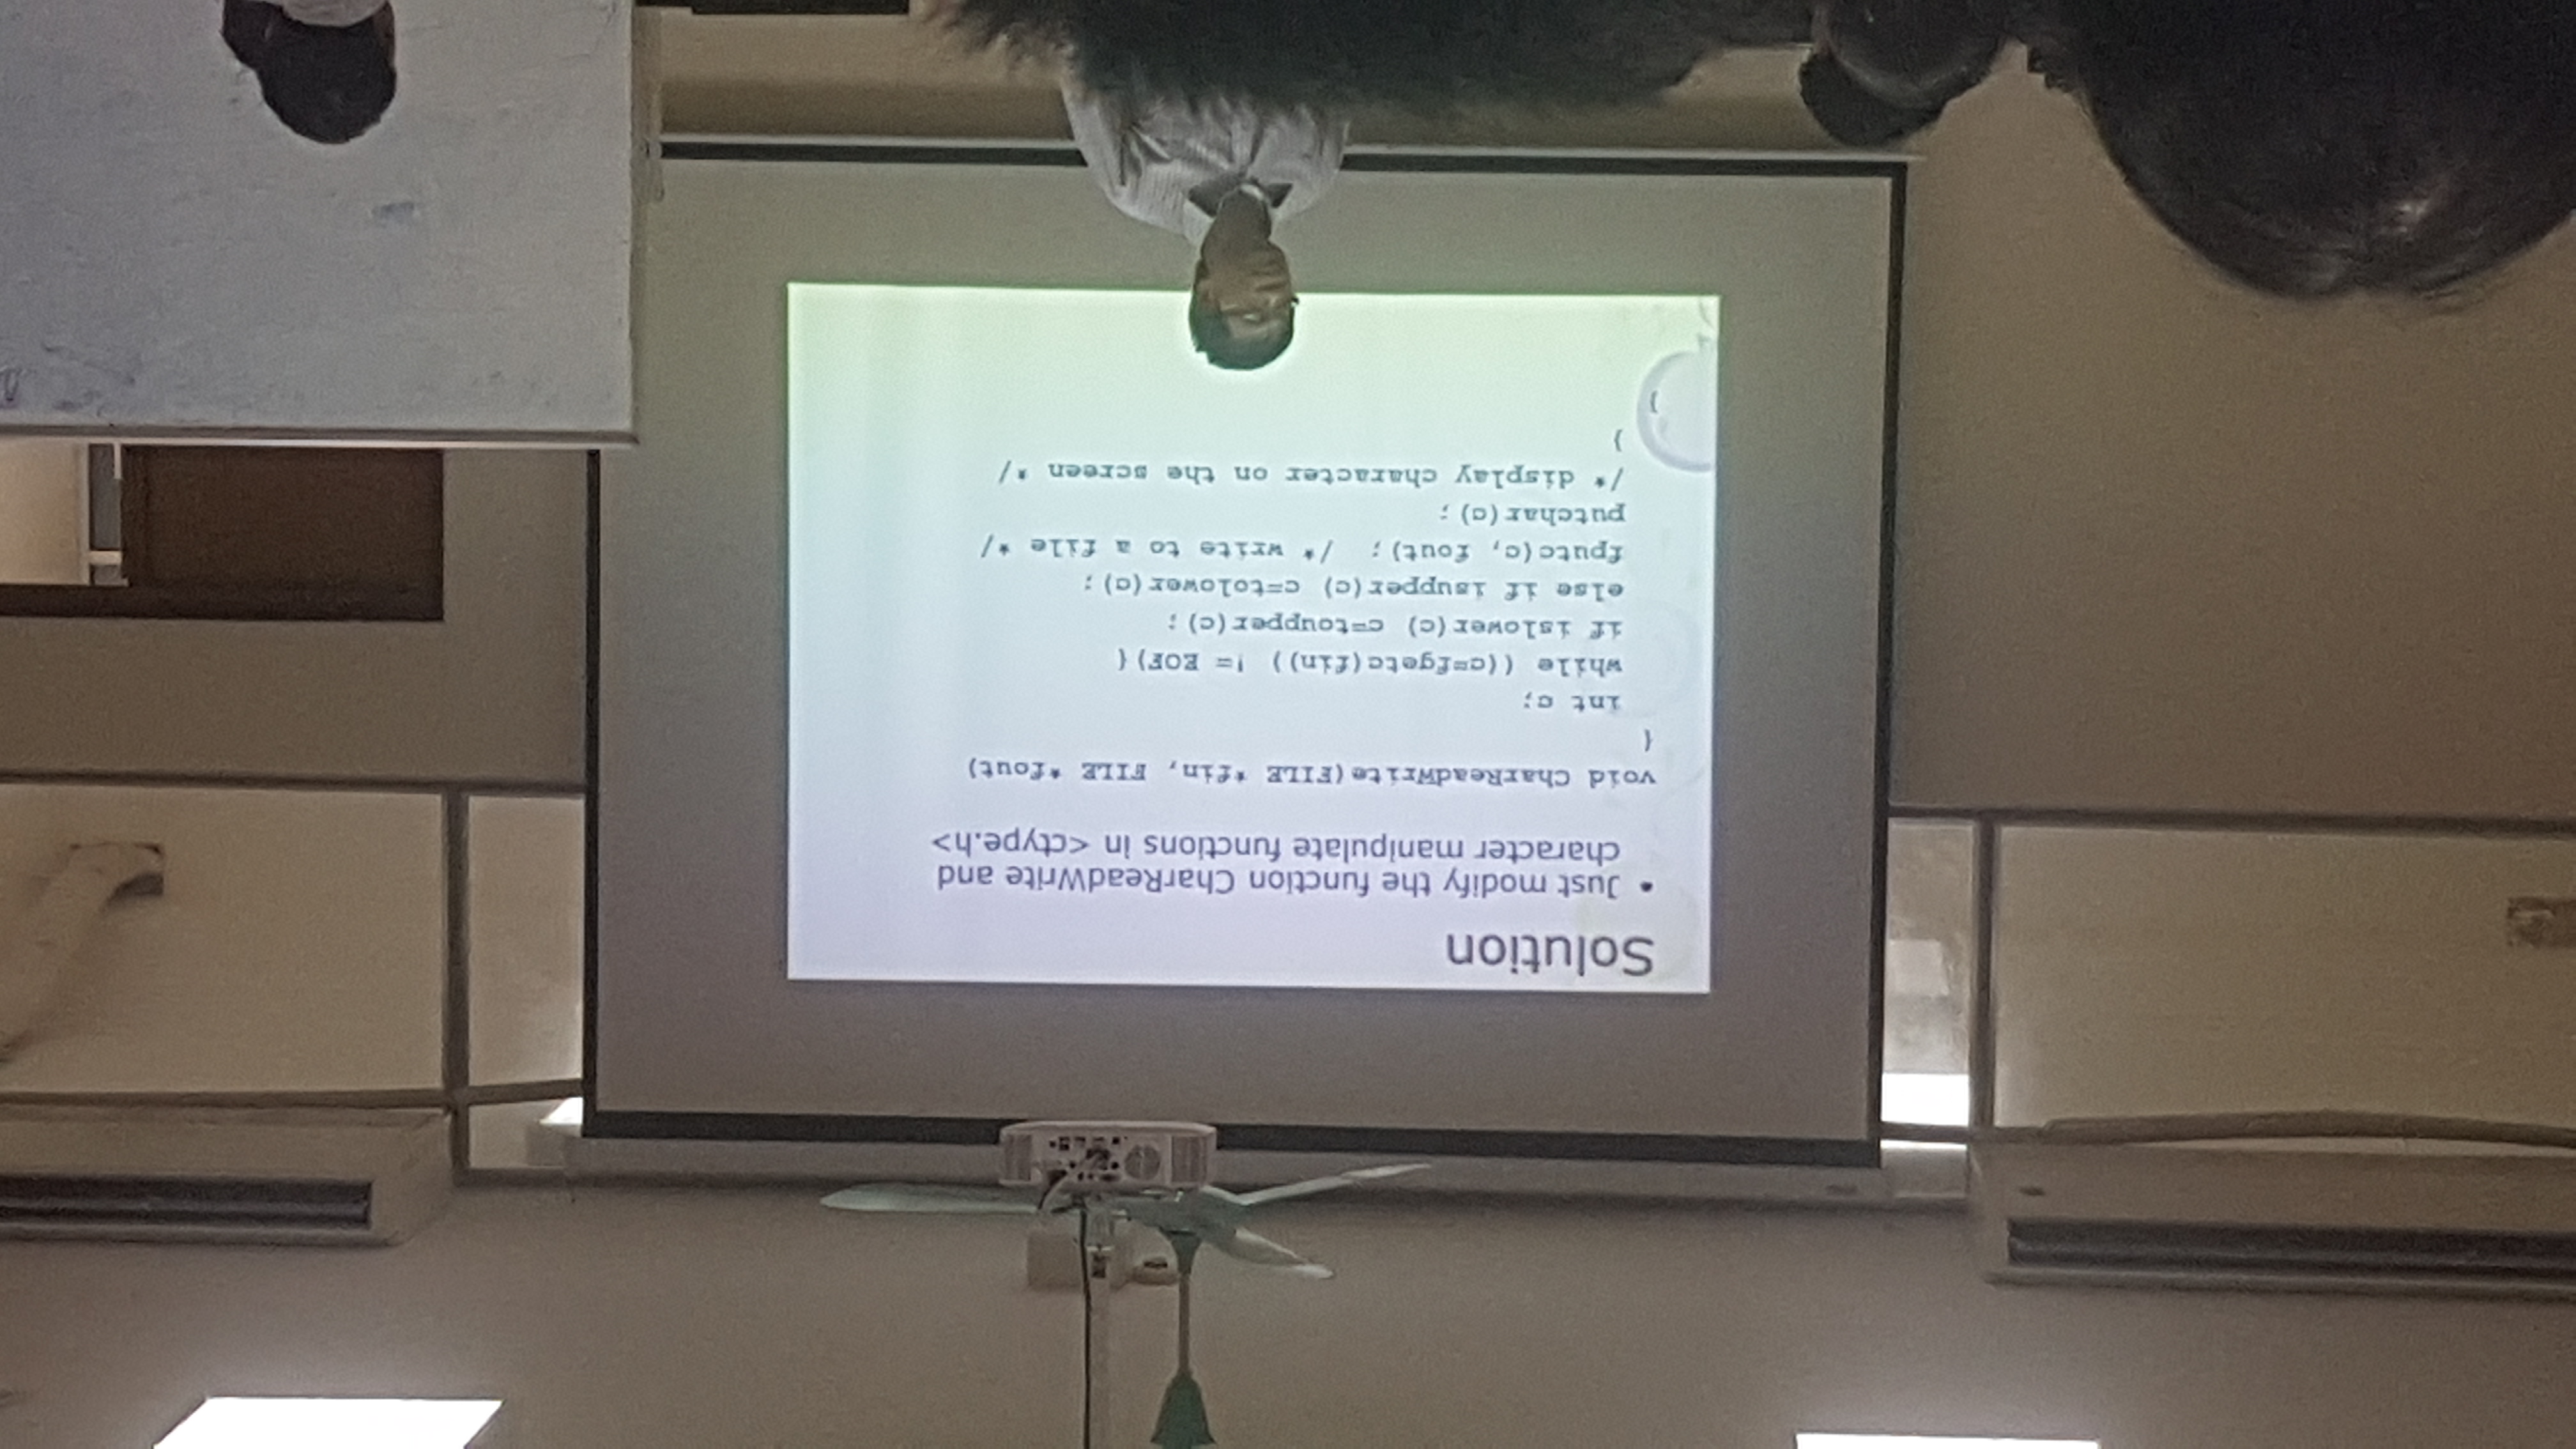 Solution
• Just modify the function CharReadWrite and
character manipulate functions in <ctype.h>
void CharReadWrite(FILE *fin, FILE *fout)
{
int c;
while ((c=fgetc(fin)) != EOF){
if islower(c) c=toupper(c);
else if isupper(c) c=tolower(c);
fputc(c, fout); /* write to a file */
putchar(c);
/* display character on the screen */
}
}